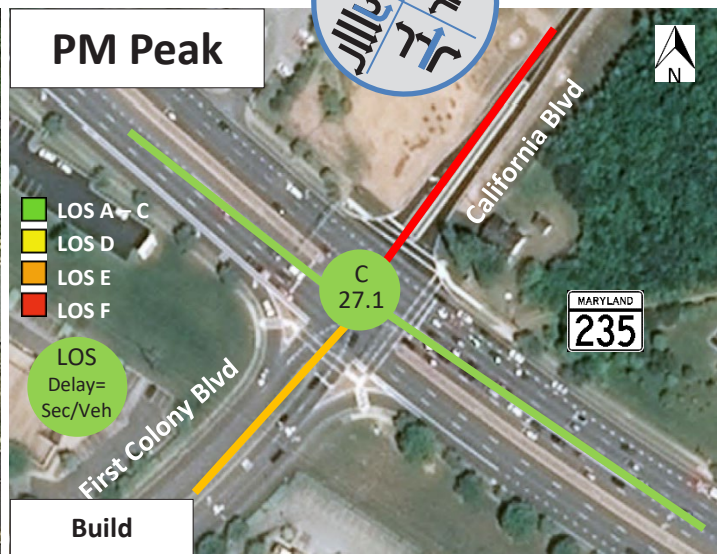 PM Peak
N
California Blvd
LOS A – C
LOS D
LOS E
LOS F
C
27.1
MARYLAND
235
LOS
Delay=
Sec/Veh
First Colony Blvd
Build